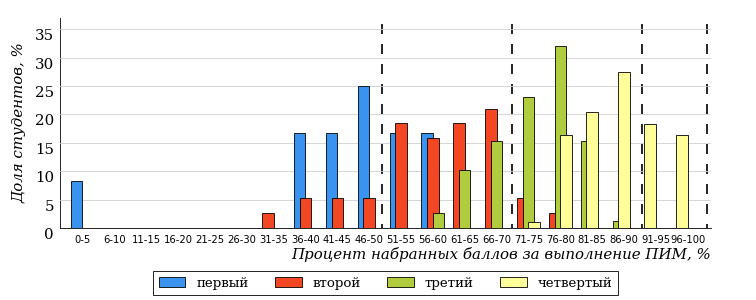 Доля студентов, %
35
30
25
20
15
10
5
0
0-5 6-10 11-15 16-20 21-25 26-30 31-35 36-40 41-45 46-50 51-55 56-60 61-65 66-70 71-75 76-80 81-85 86-90 91-95 96-100
Процент набранных баллов за выполнение ПИМ, %
первый второй третий четвертый